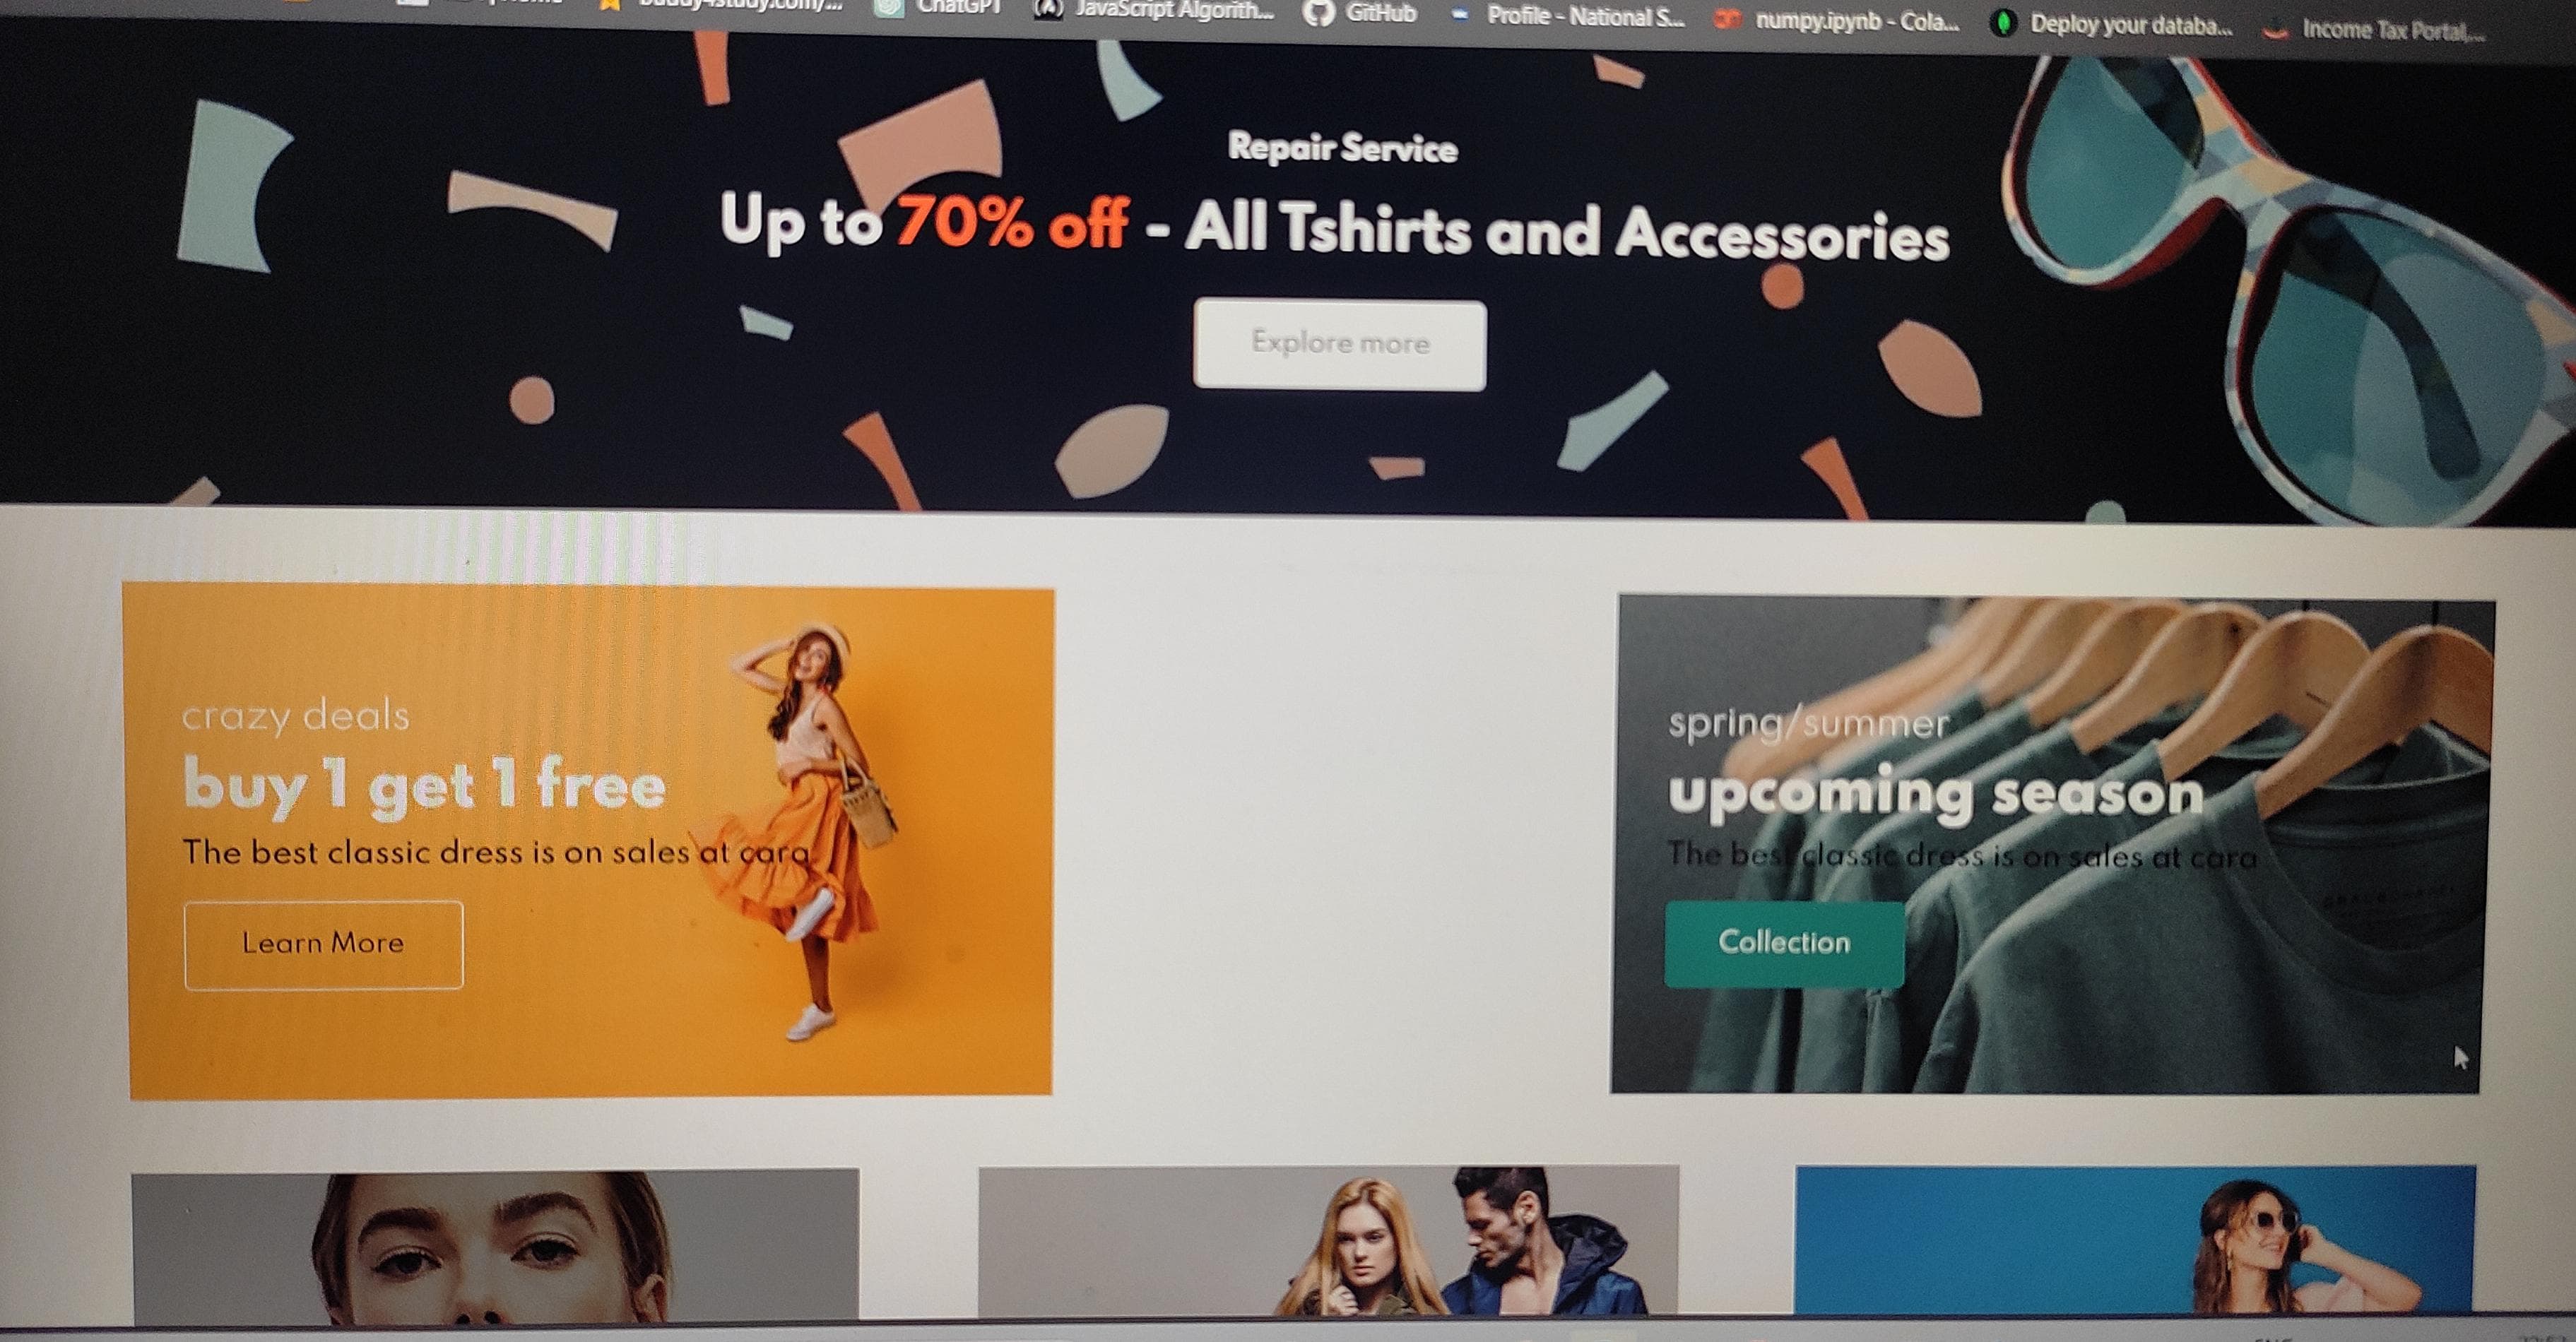 ChatGPT
JavaScript Algorith...
GitHub
Profile - National S...
numpy.ipynb - Cola...
Deploy your databa...
Income Tax Portal,...
Repair Service
Up to 70% off - All Tshirts and Accessories
Explore more
crazy deals
buy 1 get 1 free
The best classic dress is on sales at cara
Learn More
spring/summer
upcoming season
The best classic dress is on sales at cara
Collection